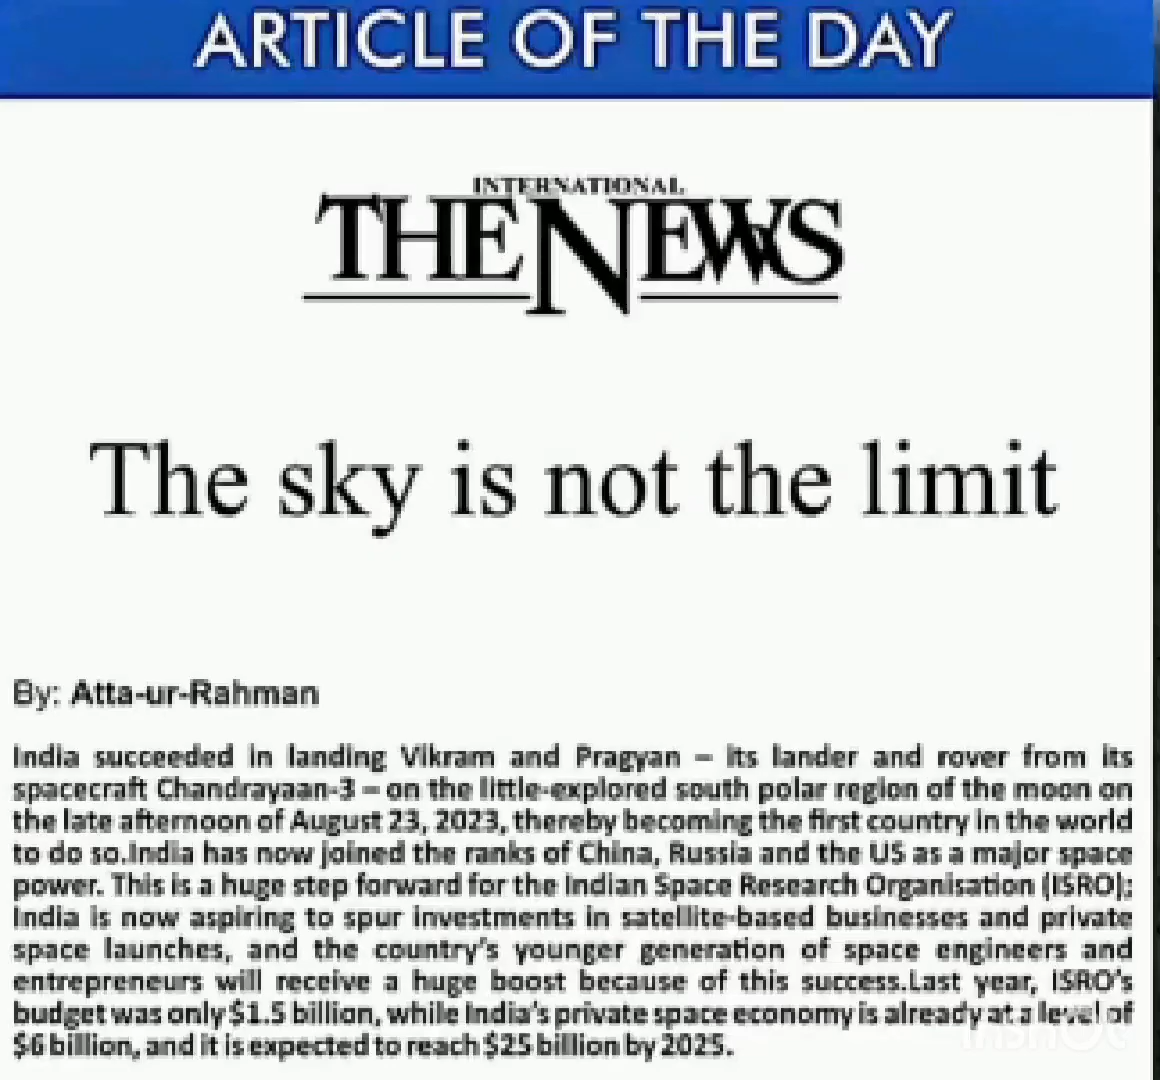 ARTICLE OF THE DAY
INTERNATIONAL
THE NEWS
The sky is not the limit
By: Atta-ur-Rahman
India succeeded in landing Vikram and Pragyan – its lander and rover from its
spacecraft Chandrayaan-3 – on the little-explored south polar region of the moon on
the late afternoon of August 23, 2023, thereby becoming the first country in the world
to do so.India has now joined the ranks of China, Russia and the US as a major space
power. This is a huge step forward for the Indian Space Research Organisation (ISRO);
India is now aspiring to spur investments in satellite-based businesses and private
space launches, and the country's younger generation of space engineers and
entrepreneurs will receive a huge boost because of this success.Last year, ISRO's
budget was only $1.5 billion, while India's private space economy is already at a level of
$6 billion, and it is expected to reach $25 billion by 2025.